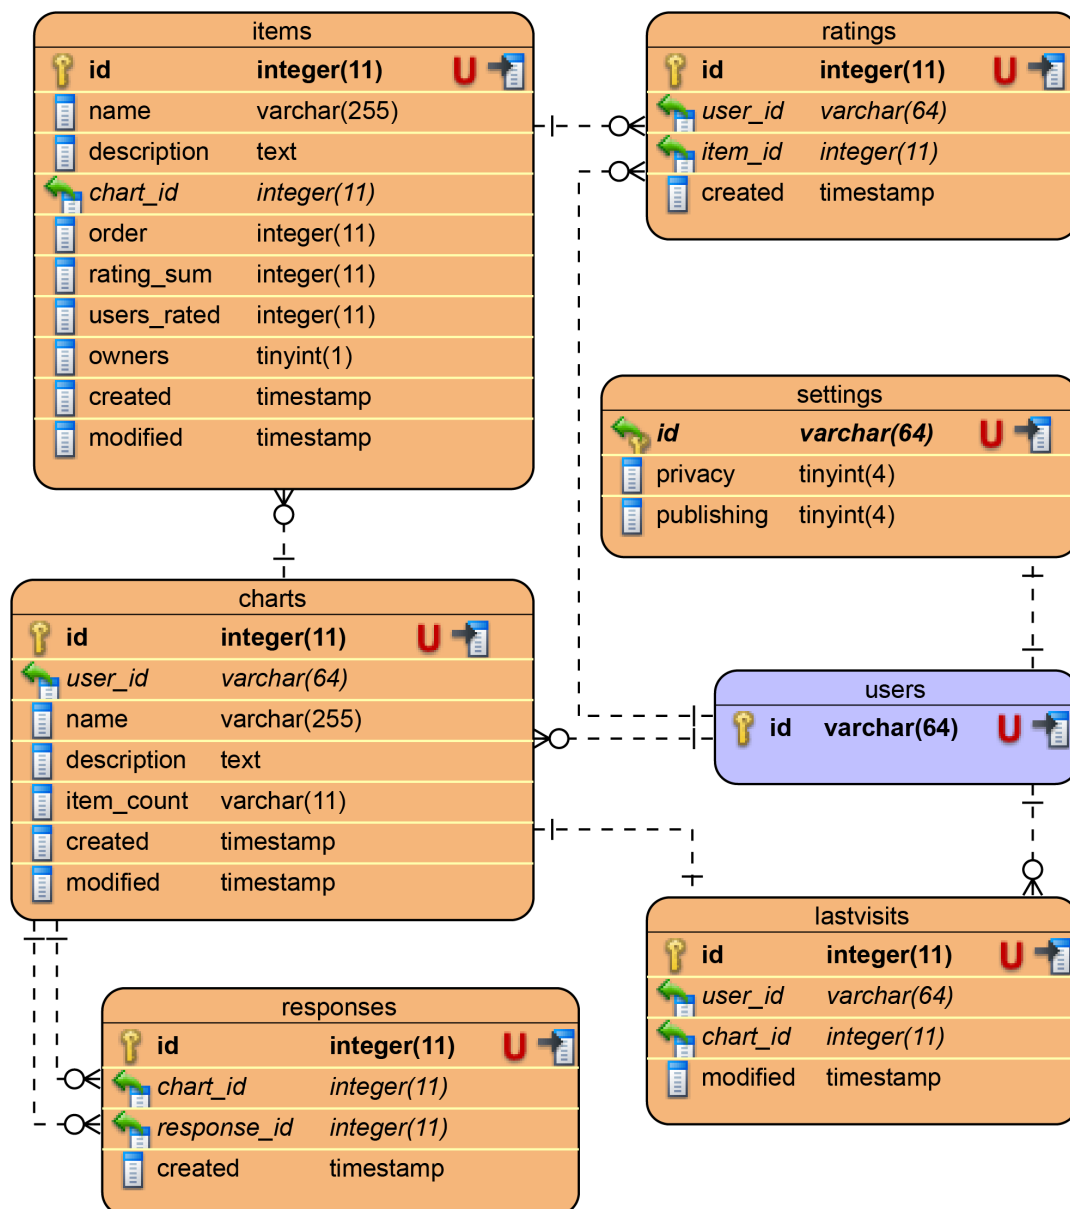 items
id integer(11) U
name varchar(255)
description text
chart_id integer(11)
order integer(11)
rating_sum integer(11)
users_rated integer(11)
owners tinyint(1)
created timestamp
modified timestamp
ratings
id integer(11) U
user_id varchar(64)
item_id integer(11)
created timestamp
settings
id varchar(64) U
privacy tinyint(4)
publishing tinyint(4)
charts
id integer(11) U
user_id varchar(64)
name varchar(255)
description text
item_count varchar(11)
created timestamp
modified timestamp
users
id varchar(64) U
lastvisits
id integer(11) U
user_id varchar(64)
chart_id integer(11)
modified timestamp
responses
id integer(11) U
chart_id integer(11)
response_id integer(11)
created timestamp